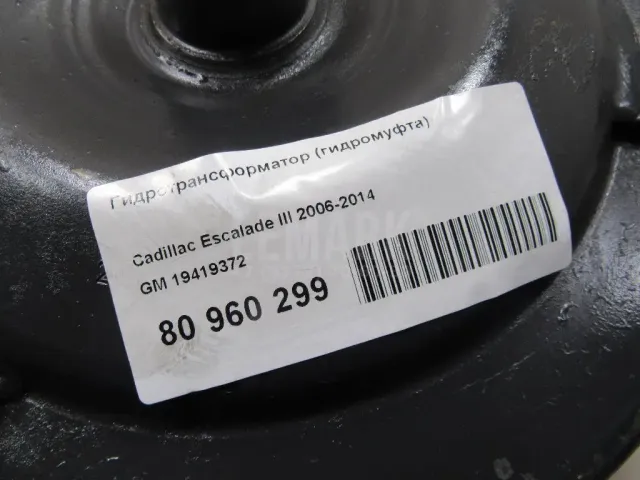 Гидротрансформатор (гидромуфта)
Cadillac Escalade III 2006-2014
GM 19419372
80 960 299